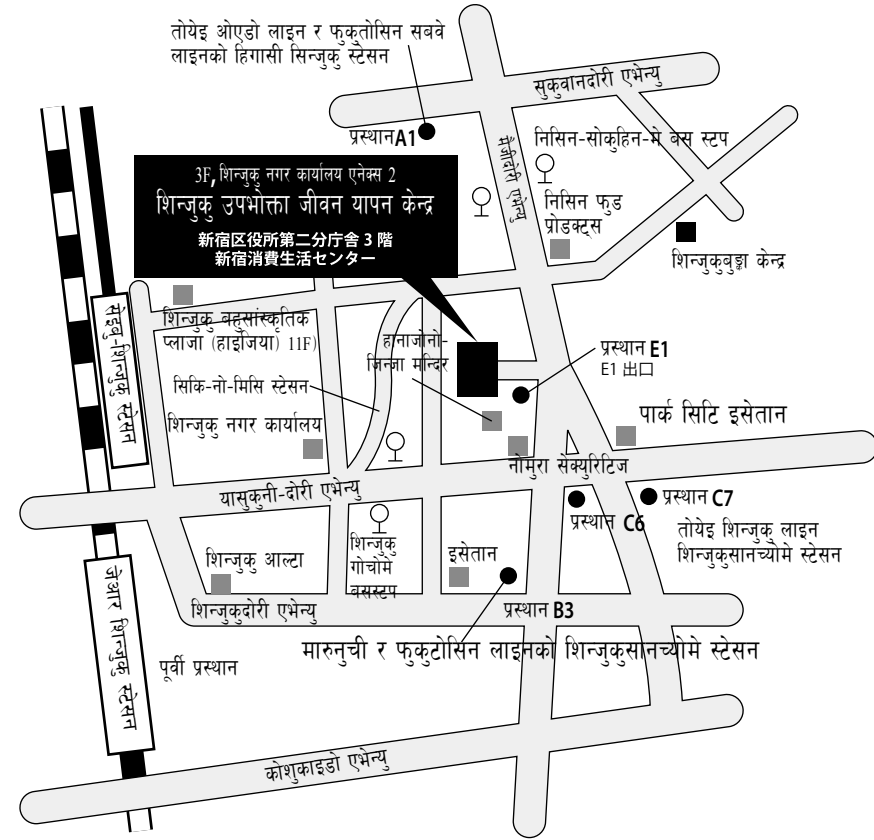 तोयेइ ओएडो लाइन र फुकुतोसिन सबवे
लाइनको हिगासी सिन्जुकु स्टेसन
सुकुवानदोरी एभेन्यु
प्रस्थानA1
मैजीदोरी एभेन्यु
निसिन-सोकुहिन-मे बस स्टप
3F, शिन्जुकु नगर कार्यालय एनेक्स 2
शिन्जुकु उपभोक्ता जीवन यापन केन्द्र
新宿区役所第二分庁舎 3 階
新宿消費生活センター
निसिन फुड
प्रोडक्ट्स
शिन्जुकुबुङ्का केन्द्र
सेइबु-शिन्जुकु स्टेसन
शिन्जुकु बहुसांस्कृतिक
प्लाजा (हाइजिया) 11F)
हानाजोनो-
जिन्जा मन्दिर
प्रस्थान E1
E1 出口
सिकि-नो-मिसि स्टेसन
शिन्जुकु नगर कार्यालय
पार्क सिटि इसेतान
नोमुरा सेक्युरिटिज
यासुकुनी-दोरी एभेन्यु
प्रस्थान C6
प्रस्थान C7
तोयेइ शिन्जुकु लाइन
शिन्जुकुसानच्योमे स्टेसन
शिन्जुकु
गोचोमे
बसस्टप
शिन्जुकु आल्टा
इसेतान
शिन्जुकुदोरी एभेन्यु
प्रस्थान B3
मारुनुची र फुकुटोसिन लाइनको शिन्जुकुसानच्योमे स्टेसन
जेआर शिन्जुकु स्टेसन
पूर्वी प्रस्थान
कोशुकाइडो एभेन्यु